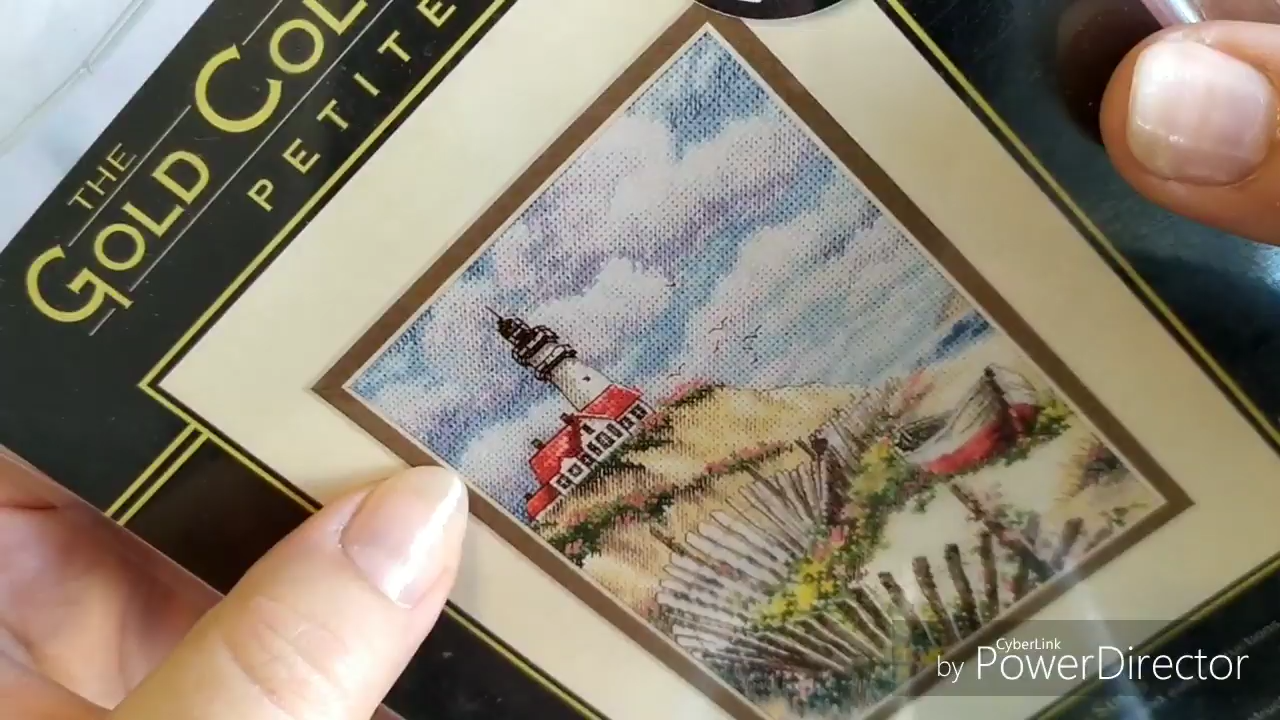 THE
GOLD COL
PETITE
CyberLink
by PowerDirector